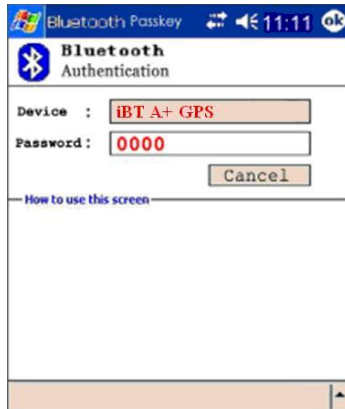 Bluetooth Passkey 11:11 ok
Bluetooth
Authentication
Device : iBT A+ GPS
Password: 0000
Cancel
How to use this screen